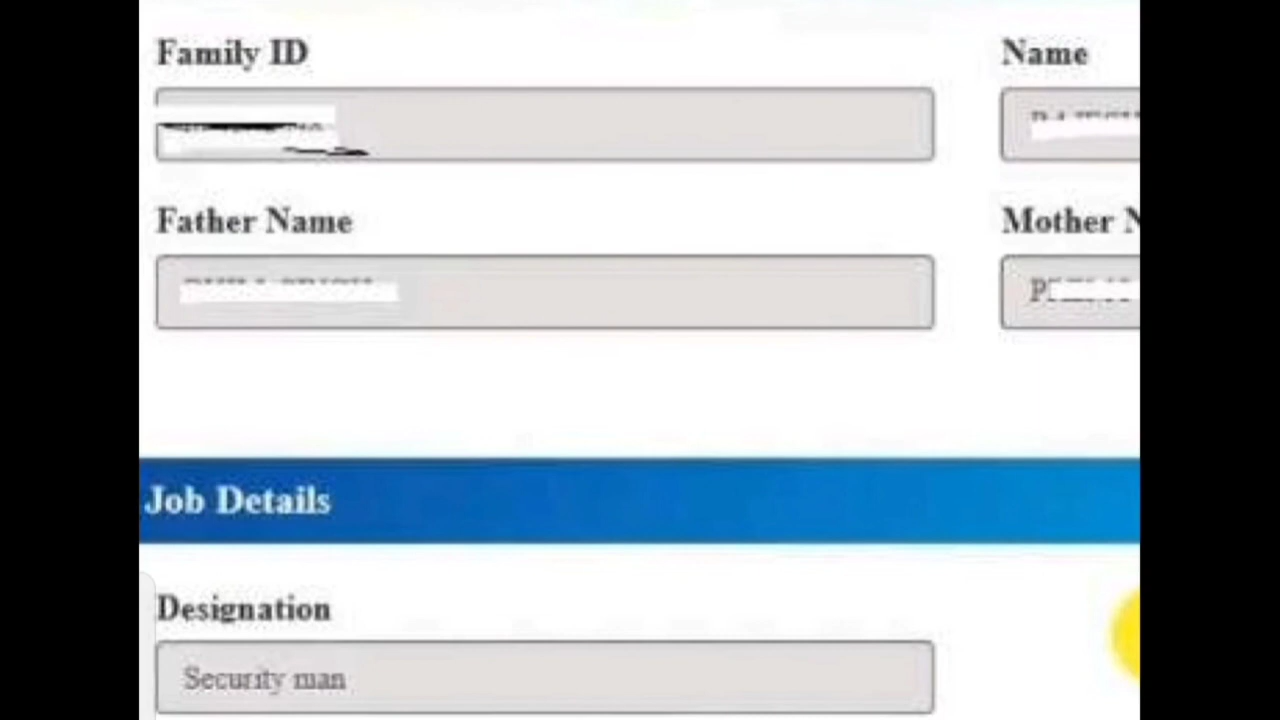 Family ID
Name
Father Name
Mother
Job Details
Designation
Security man